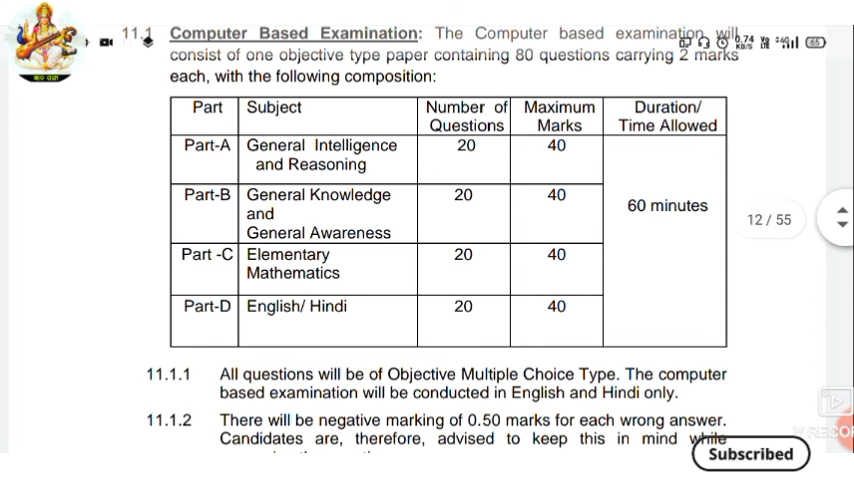 11.1 Computer Based Examination: The Computer based examination will
consist of one objective type paper containing 80 questions carrying 2 marks
each, with the following composition:
Part Subject Number of Questions Maximum Marks Duration/ Time Allowed
Part-A General Intelligence and Reasoning 20 40
60 minutes
Part-B General Knowledge and General Awareness 20 40
Part -C Elementary Mathematics 20 40
Part-D English/ Hindi 20 40
11.1.1 All questions will be of Objective Multiple Choice Type. The computer
based examination will be conducted in English and Hindi only.
11.1.2 There will be negative marking of 0.50 marks for each wrong answer.
Candidates are, therefore, advised to keep this in mind while
0.74 KB/S
65
12 / 55
Subscribed